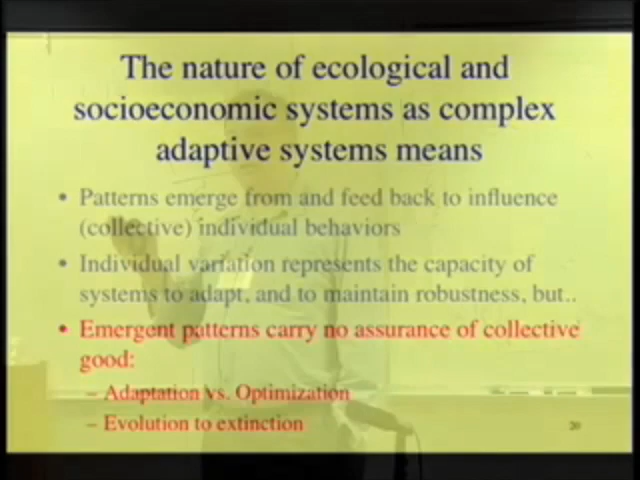 The nature of ecological and
socioeconomic systems as complex
adaptive systems means
• Patterns emerge from and feed back to influence
(collective) individual behaviors
• Individual variation represents the capacity of
systems to adapt, and to maintain robustness, but..
• Emergent patterns carry no assurance of collective
good:
– Adaptation vs. Optimization
– Evolution to extinction
20